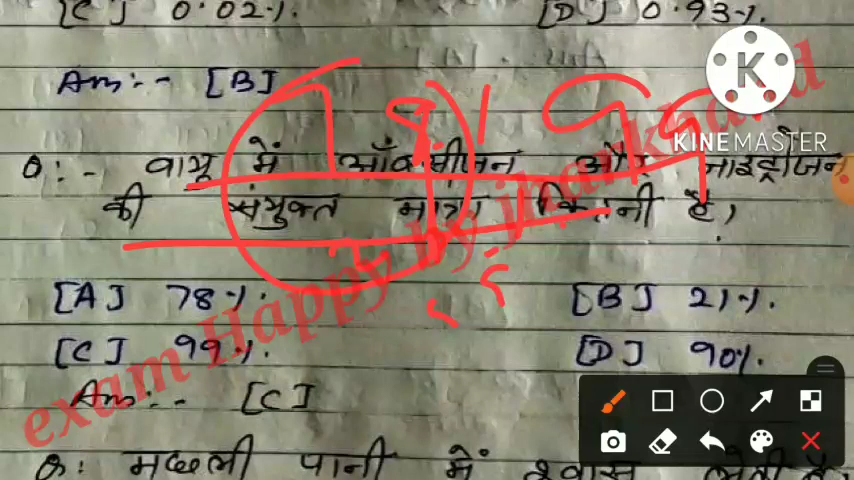 [C] 0.02%. [D] 0.93%.
Ans:- [B]
K
KINEMASTER
Q:- वायु में ऑक्सीजन और नाइट्रोजन
की संयुक्त मात्रा कितनी है,
[A] 78%. [B] 21%.
[C] 99%. [D] 90%.
Ans:- [C]
exam Happy by jharkhand
Q: मछली पानी में श्वास लेती है